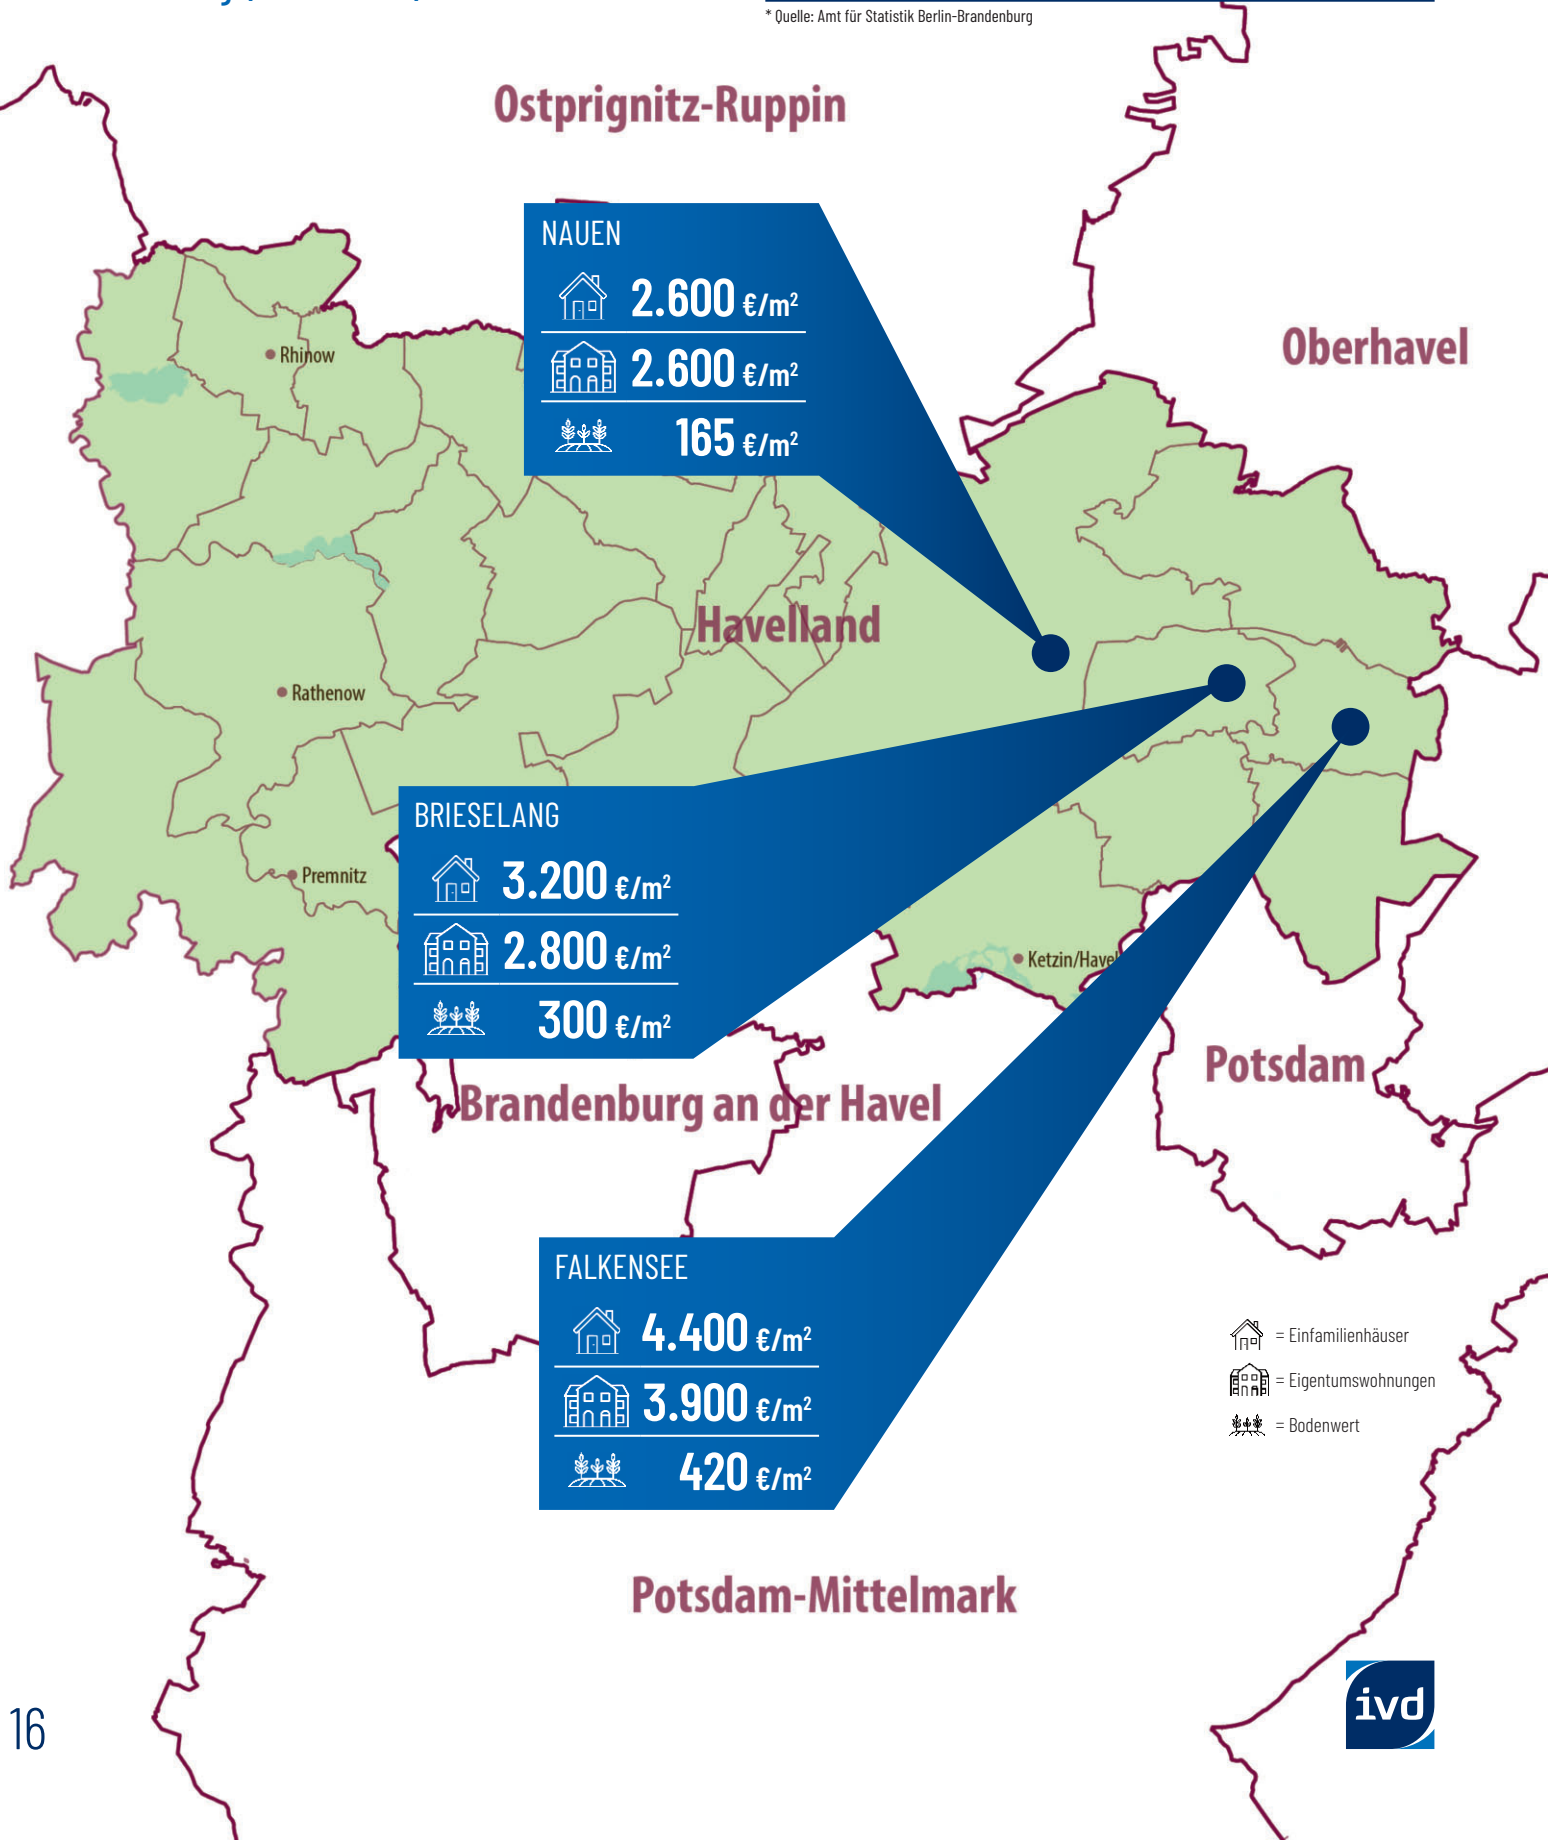 * Quelle: Amt für Statistik Berlin-Brandenburg
Ostprignitz-Ruppin
NAUEN
2.600 €/m²
2.600 €/m²
165 €/m²
Oberhavel
Rhinow
Havelland
Rathenow
BRIESELANG
3.200 €/m²
2.800 €/m²
300 €/m²
Premnitz
Ketzin/Havel
Potsdam
Brandenburg an der Havel
FALKENSEE
4.400 €/m²
3.900 €/m²
420 €/m²
= Einfamilienhäuser
= Eigentumswohnungen
= Bodenwert
Potsdam-Mittelmark
16
ivd